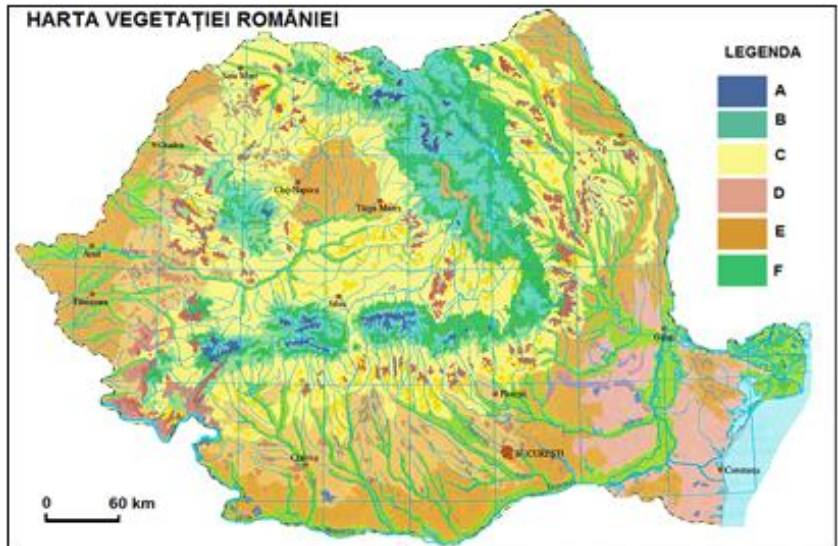 HARTA VEGETAȚIEI ROMÂNIEI
LEGENDA
A
B
C
D
E
F
Satu Mare
Oradea
Iași
Cluj-Napoca
Târgu Mureș
Arad
Timișoara
Sibiu
Galați
Ploiești
Craiova
BUCUREȘTI
Constanța
0 60 km